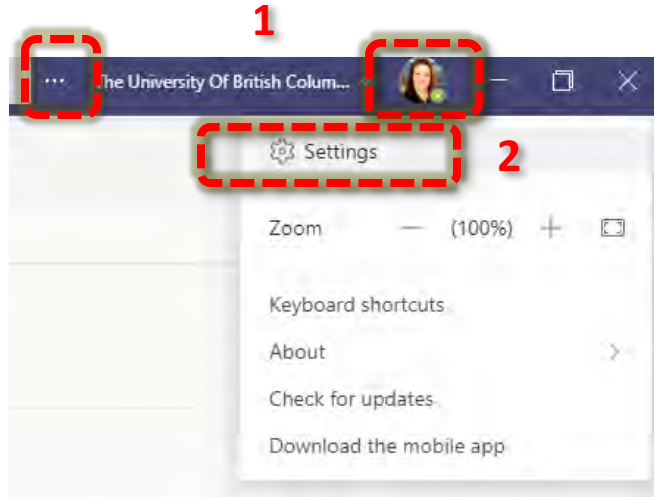 1
... The University Of British Colum...
Settings
2
Zoom — (100%) +
Keyboard shortcuts
About >
Check for updates
Download the mobile app